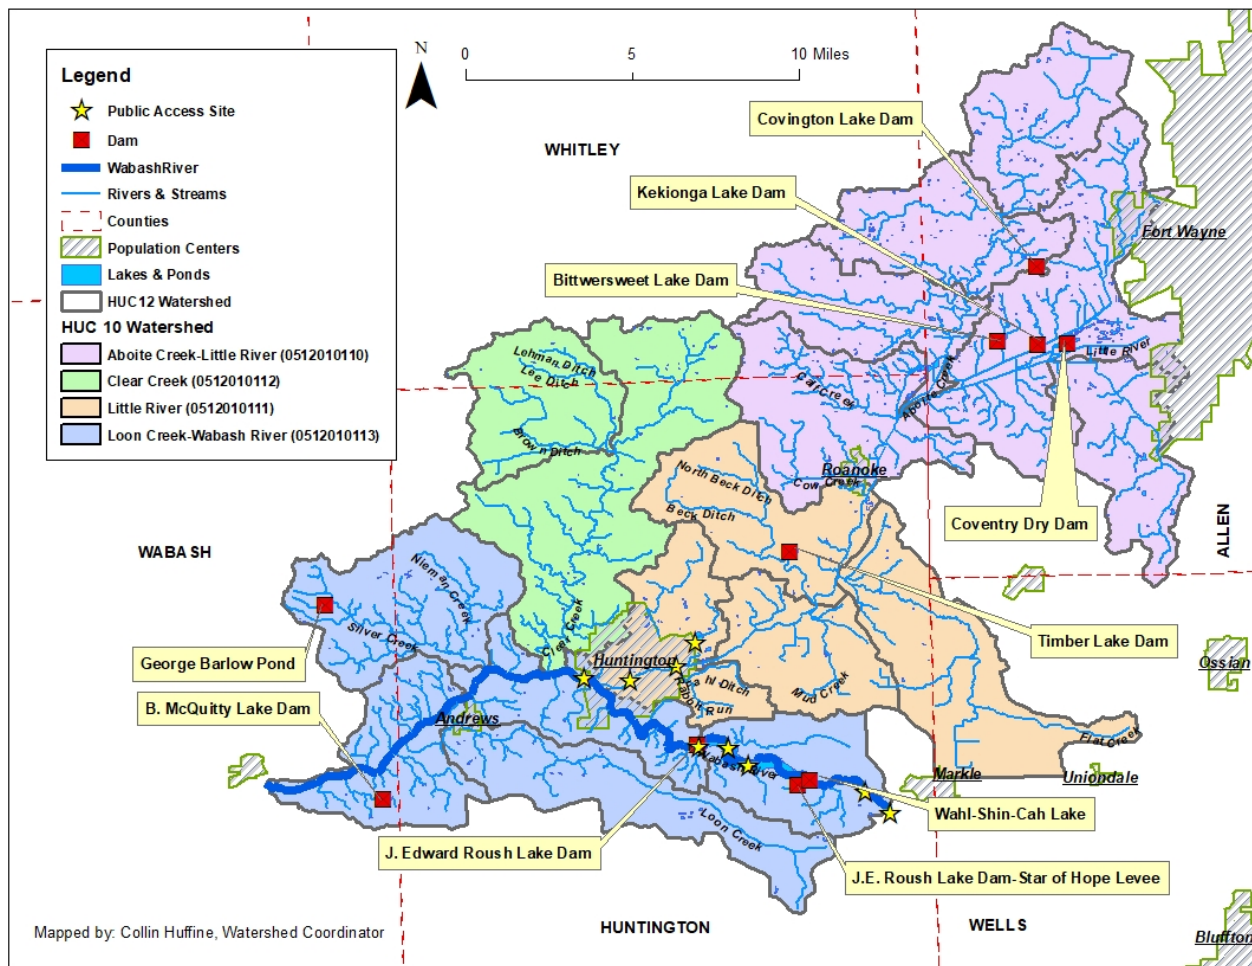 N
0 5 10 Miles
Legend
Public Access Site
Dam
WabashRiver
Rivers & Streams
Counties
Population Centers
Lakes & Ponds
HUC12 Watershed
HUC 10 Watershed
Aboite Creek-Little River (0512010110)
Clear Creek (0512010112)
Little River (0512010111)
Loon Creek-Wabash River (0512010113)
WHITLEY
Covington Lake Dam
Kekionga Lake Dam
Bittwersweet Lake Dam
Fort Wayne
Little River
Aboite Creek
Calf Creek
Lehman Ditch
Lee Ditch
Brown Ditch
North Beck Ditch
Cow Creek
Roanoke
Beck Ditch
Coventry Dry Dam
ALLEN
WABASH
Nieman Creek
Silver Creek
Clear Creek
Huntington
Mud Creek
Timber Lake Dam
Ossian
George Barlow Pond
B. McQuitty Lake Dam
Andrews
Wabash River
Flat Creek
Markle
Uniondale
Wahl-Shin-Cah Lake
Loon Creek
J. Edward Roush Lake Dam
J.E. Roush Lake Dam-Star of Hope Levee
HUNTINGTON
WELLS
Bluffton
Mapped by: Collin Huffine, Watershed Coordinator